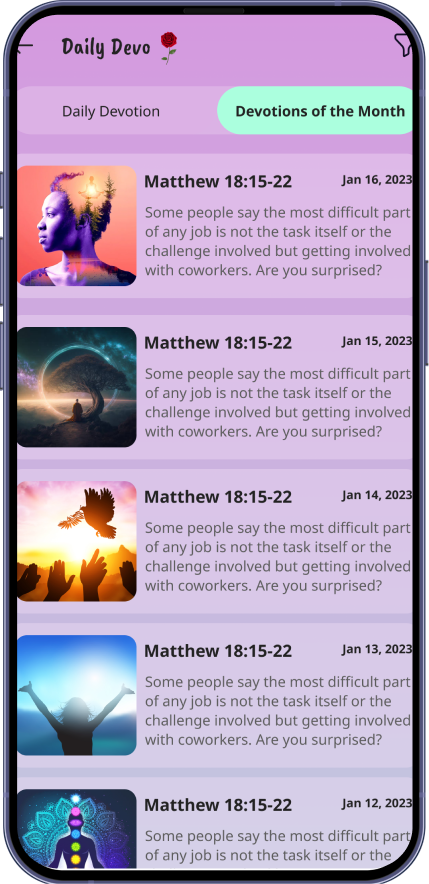 Daily Devo
Daily Devotion
Devotions of the Month
Matthew 18:15-22
Jan 16, 2023
Some people say the most difficult part
of any job is not the task itself or the
challenge involved but getting involved
with coworkers. Are you surprised?
Matthew 18:15-22
Jan 15, 2023
Some people say the most difficult part
of any job is not the task itself or the
challenge involved but getting involved
with coworkers. Are you surprised?
Matthew 18:15-22
Jan 14, 2023
Some people say the most difficult part
of any job is not the task itself or the
challenge involved but getting involved
with coworkers. Are you surprised?
Matthew 18:15-22
Jan 13, 2023
Some people say the most difficult part
of any job is not the task itself or the
challenge involved but getting involved
with coworkers. Are you surprised?
Matthew 18:15-22
Jan 12, 2023
Some people say the most difficult part
of any job is not the task itself or the